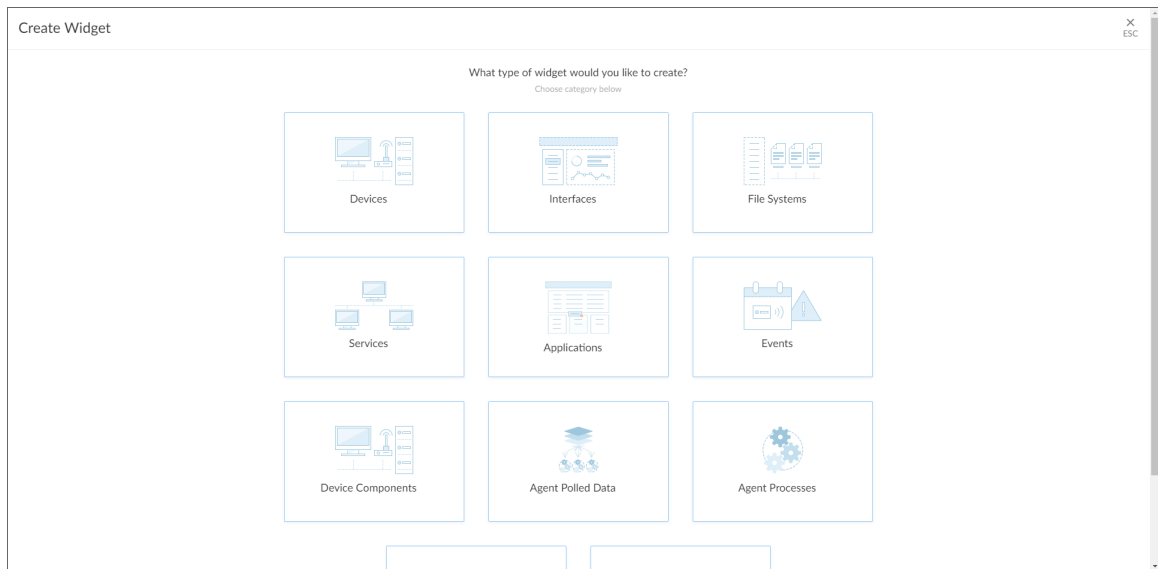 Create Widget
ESC
What type of widget would you like to create?
Choose category below
Devices
Interfaces
File Systems
Services
Applications
Events
Device Components
Agent Polled Data
Agent Processes